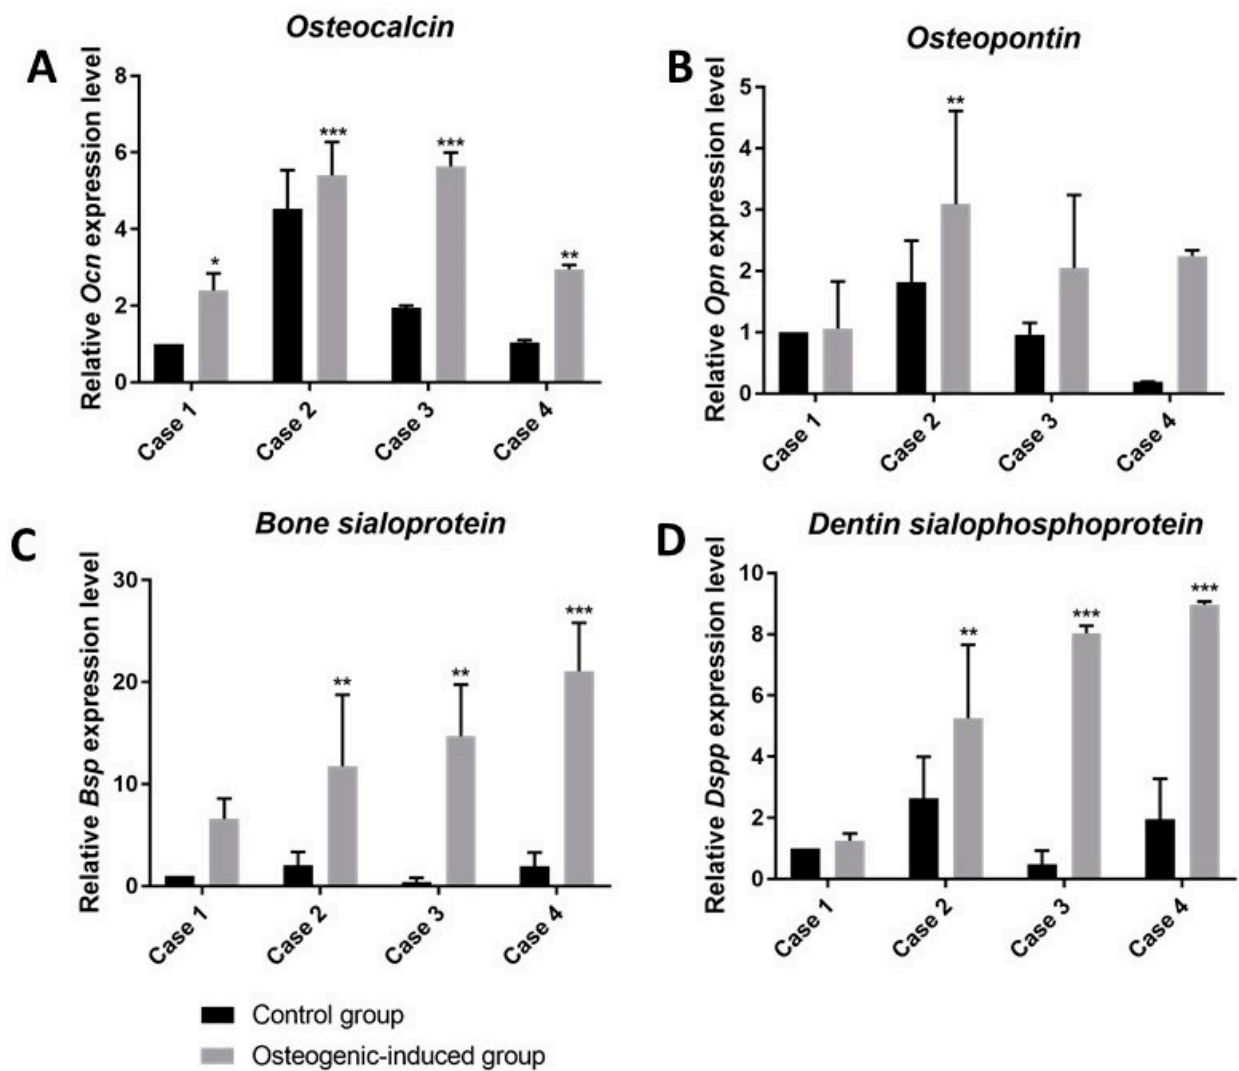 Osteocalcin
A
Relative Ocn expression level
8
6
4
2
0
*
***
***
**
Case 1
Case 2
Case 3
Case 4
Osteopontin
B
Relative Opn expression level
5
4
3
2
1
0
**
Case 1
Case 2
Case 3
Case 4
Bone sialoprotein
C
Relative Bsp expression level
30
20
10
0
**
**
***
Case 1
Case 2
Case 3
Case 4
Dentin sialophosphoprotein
D
Relative Dspp expression level
10
8
6
4
2
0
**
***
***
Case 1
Case 2
Case 3
Case 4
Control group
Osteogenic-induced group